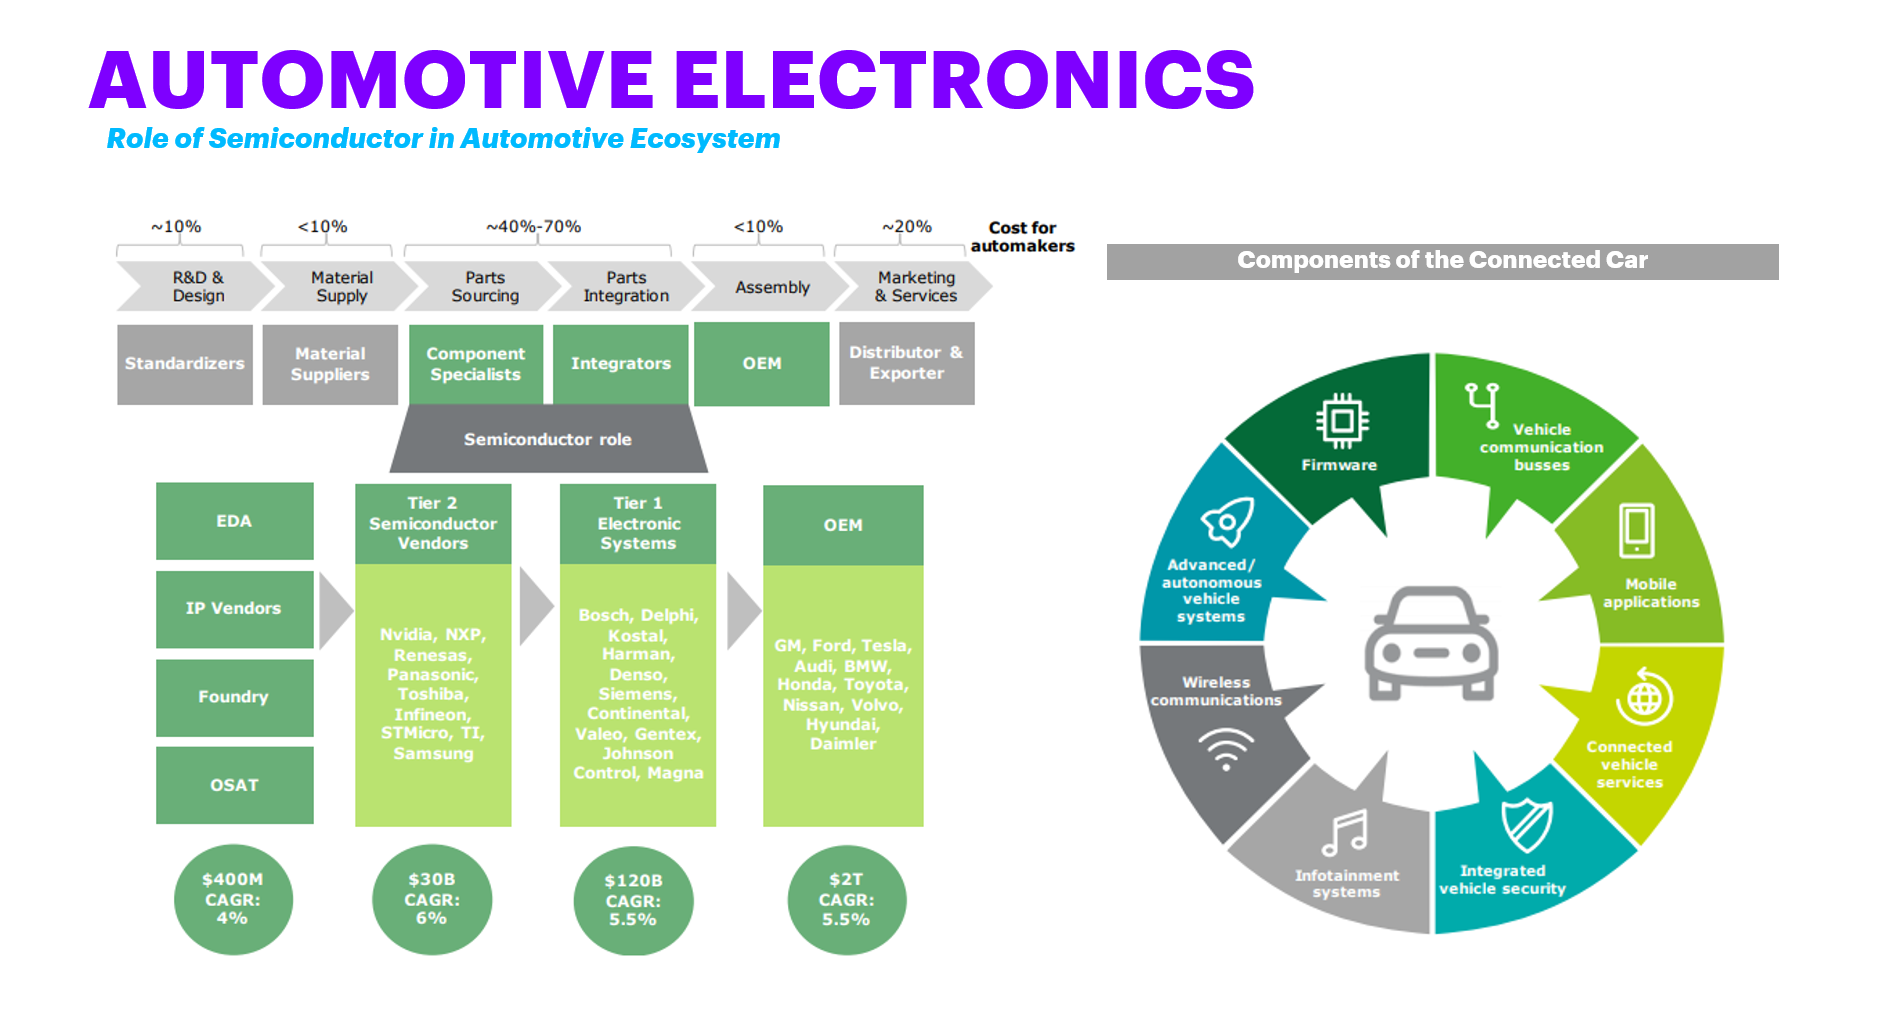 AUTOMOTIVE ELECTRONICS
Role of Semiconductor in Automotive Ecosystem
~10%
<10%
~40%-70%
<10%
~20%
Cost for
automakers
R&D &
Design
Material
Supply
Parts
Sourcing
Parts
Integration
Assembly
Marketing
& Services
Standardizers
Material
Suppliers
Component
Specialists
Integrators
OEM
Distributor &
Exporter
Semiconductor role
EDA
IP Vendors
Foundry
OSAT
Tier 2
Semiconductor
Vendors
Nvidia, NXP,
Renesas,
Panasonic,
Toshiba,
Infineon,
STMicro, TI,
Samsung
Tier 1
Electronic
Systems
Bosch, Delphi,
Kostal,
Harman,
Denso,
Siemens,
Continental,
Valeo, Gentex,
Johnson
Control, Magna
OEM
GM, Ford, Tesla,
Audi, BMW,
Honda, Toyota,
Nissan, Volvo,
Hyundai,
Daimler
$400M
CAGR:
4%
$30B
CAGR:
6%
$120B
CAGR:
5.5%
$2T
CAGR:
5.5%
Components of the Connected Car
Firmware
Vehicle
communication
busses
Mobile
applications
Connected
vehicle
services
Integrated
vehicle security
Infotainment
systems
Wireless
communications
Advanced/
autonomous
vehicle
systems